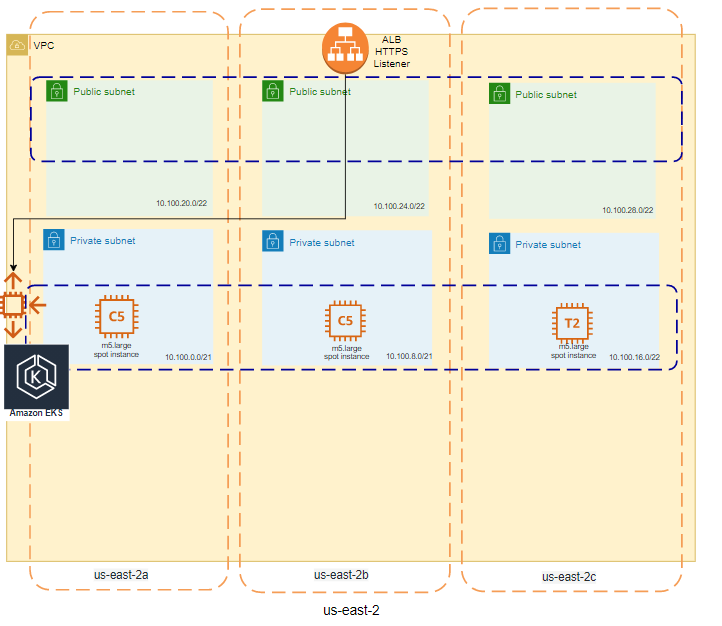 VPC
ALB
HTTPS
Listener
Public subnet
Public subnet
Public subnet
10.100.20.0/22
10.100.24.0/22
10.100.28.0/22
Private subnet
Private subnet
Private subnet
C5
m5.large
spot instance
10.100.0.0/21
C5
m5.large
spot instance
10.100.8.0/21
T2
m5.large
spot instance
10.100.16.0/22
K
Amazon EKS
us-east-2a
us-east-2b
us-east-2c
us-east-2